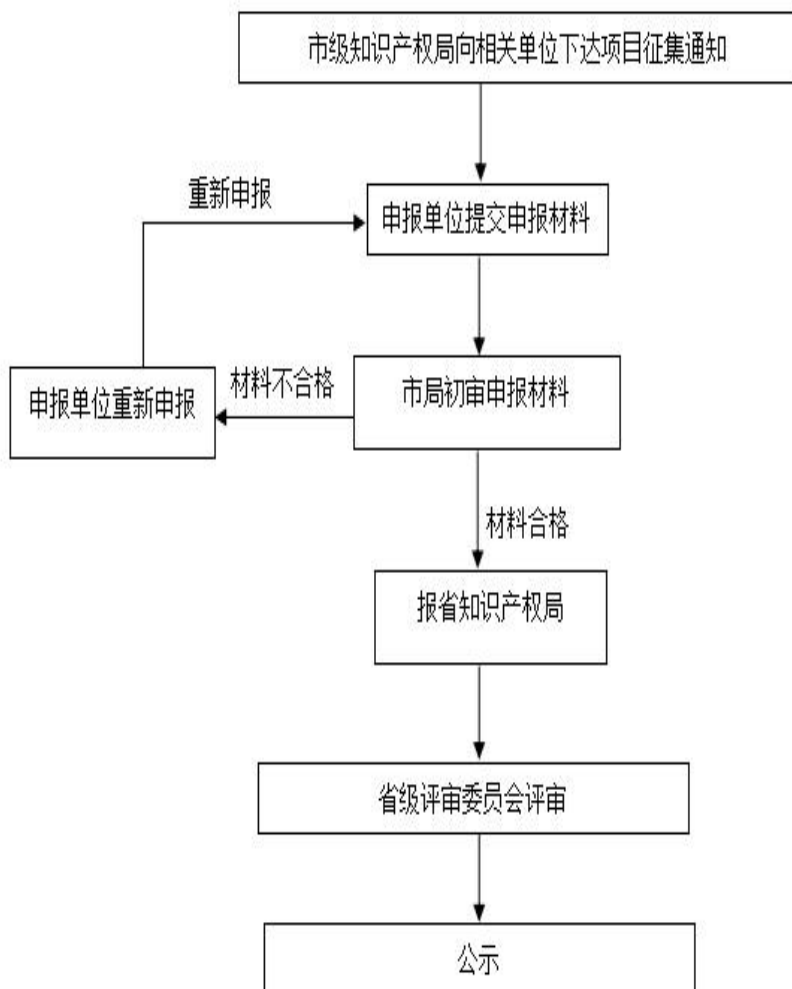 市级知识产权局向相关单位下达项目征集通知
重新申报
申报单位提交申报材料
材料不合格
市局初审申报材料
申报单位重新申报
材料合格
报省知识产权局
省级评审委员会评审
公示